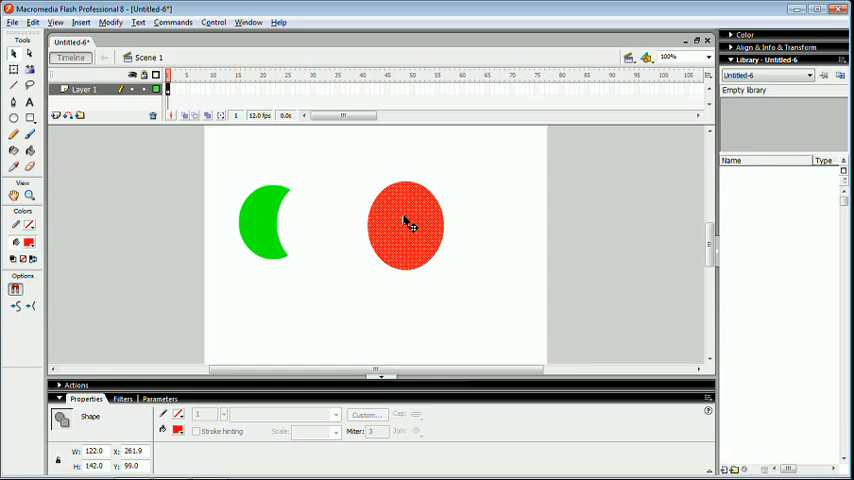 Macromedia Flash Professional 8 - [Untitled-6*]
File Edit View Insert Modify Text Commands Control Window Help
Tools
Untitled-6*
Timeline Scene 1 100%
5 10 15 20 25 30 35 40 45 50 55 60 65 70 75 80 85 90 95 100 105
Layer 1
1 12.0 fps 0.0s
View
Colors
Options
Color
Align & Info & Transform
Library: Untitled-6
Untitled-6
Empty library
Name Type
Actions
Properties Filters Parameters
Shape
1 Custom... Cap:
Stroke hinting Scale: Miter: 3 Join:
W: 122.0 X: 261.9
H: 142.0 Y: 99.0